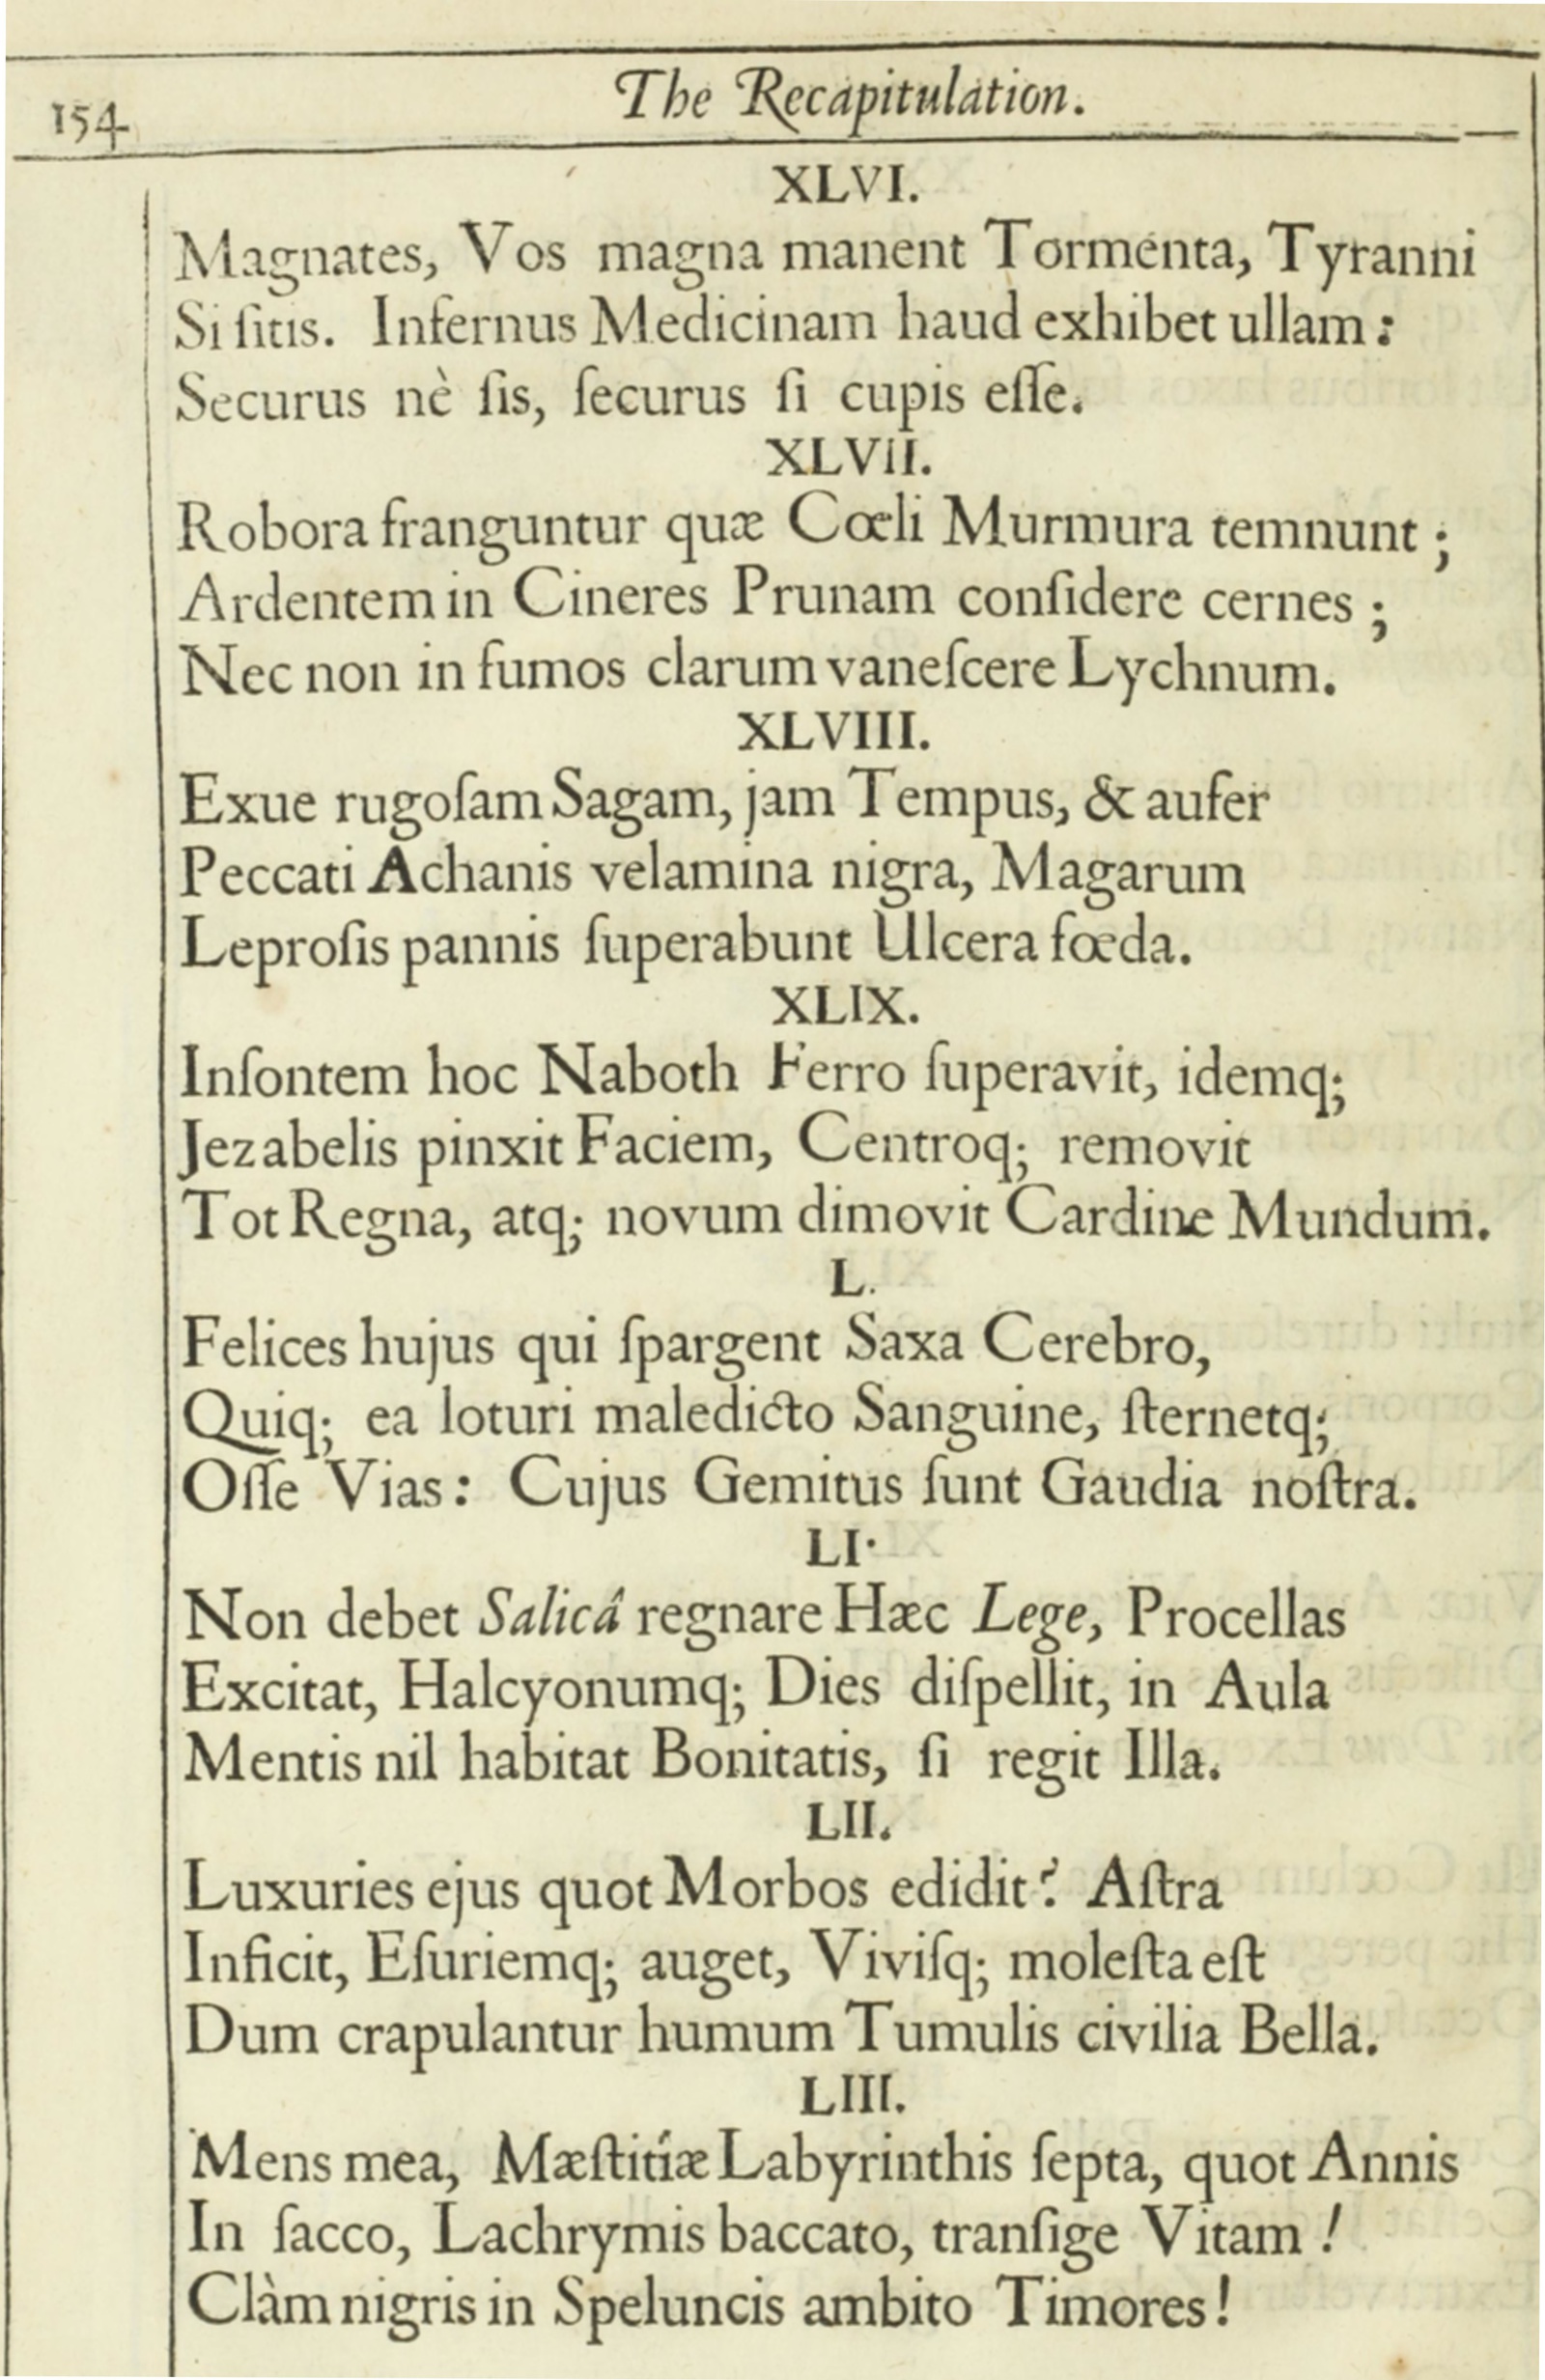 154
The Recapitulation.
XLVI.
Magnates, Vos magna manent Tormenta, Tyranni
Si ſitis. Infernus Medicinam haud exhibet ullam:
Securus nè ſis, ſecurus ſi cupis eſſe.
XLVII.
Robora franguntur quæ Cœli Murmura temnunt;
Ardentem in Cineres Prunam conſidere cernes;
Nec non in fumos clarum vaneſcere Lychnum.
XLVIII.
Exue rugoſam Sagam, jam Tempus, & aufer
Peccati Achanis velamina nigra, Magarum
Leproſis pannis ſuperabunt Ulcera fœda.
XLIX.
Inſontem hoc Naboth Ferro ſuperavit, idemq;
Jezabelis pinxit Faciem, Centroq; removit
Tot Regna, atq; novum dimovit Cardine Mundum.
L.
Felices hujus qui ſpargent Saxa Cerebro,
Quiq; ea loturi maledicto Sanguine, ſternetq;
Oſſe Vias: Cujus Gemitus ſunt Gaudia noſtra.
LI.
Non debet Salicâ regnare Hæc Lege, Procellas
Excitat, Halcyonumq; Dies diſpellit, in Aula
Mentis nil habitat Bonitatis, ſi regit Illa.
LII.
Luxuries ejus quot Morbos edidit? Aſtra
Inficit, Eſuriemq; auget, Viviſq; moleſta eſt
Dum crapulantur humum Tumulis civilia Bella.
LIII.
Mens mea, Mæſtitiæ Labyrinthis ſepta, quot Annis
In ſacco, Lachrymis baccato, tranſige Vitam!
Clàm nigris in Speluncis ambito Timores!